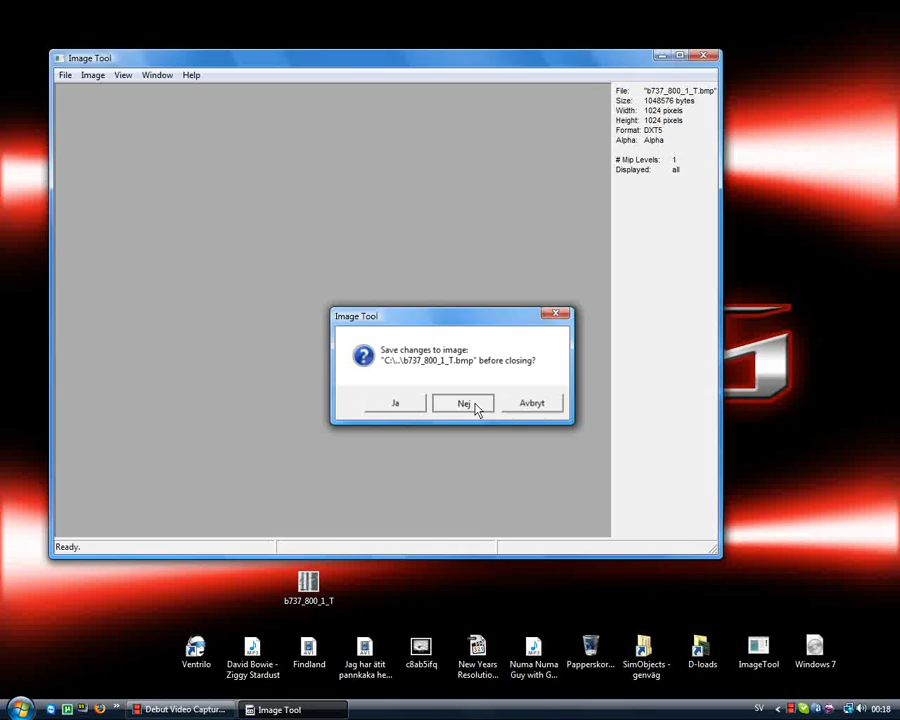 Image Tool
File Image View Window Help
File: "b737_800_1_T.bmp"
Size: 1048576 bytes
Width: 1024 pixels
Height: 1024 pixels
Format: DXT5
Alpha: Alpha
# Mip Levels: 1
Displayed: all
Image Tool
Save changes to image:
"C:\...\b737_800_1_T.bmp" before closing?
Ja Nej Avbryt
Ready.
b737_800_1_T
Ventrilo
David Bowie - Ziggy Stardust
Findland
Jag har ätit pannkaka he...
c8ab5ifq
New Years Resolutio...
Numa Numa Guy with G...
Papperskor...
SimObjects - genväg
D-loads
ImageTool
Windows 7
Debut Video Captur...
Image Tool
SV
00:18